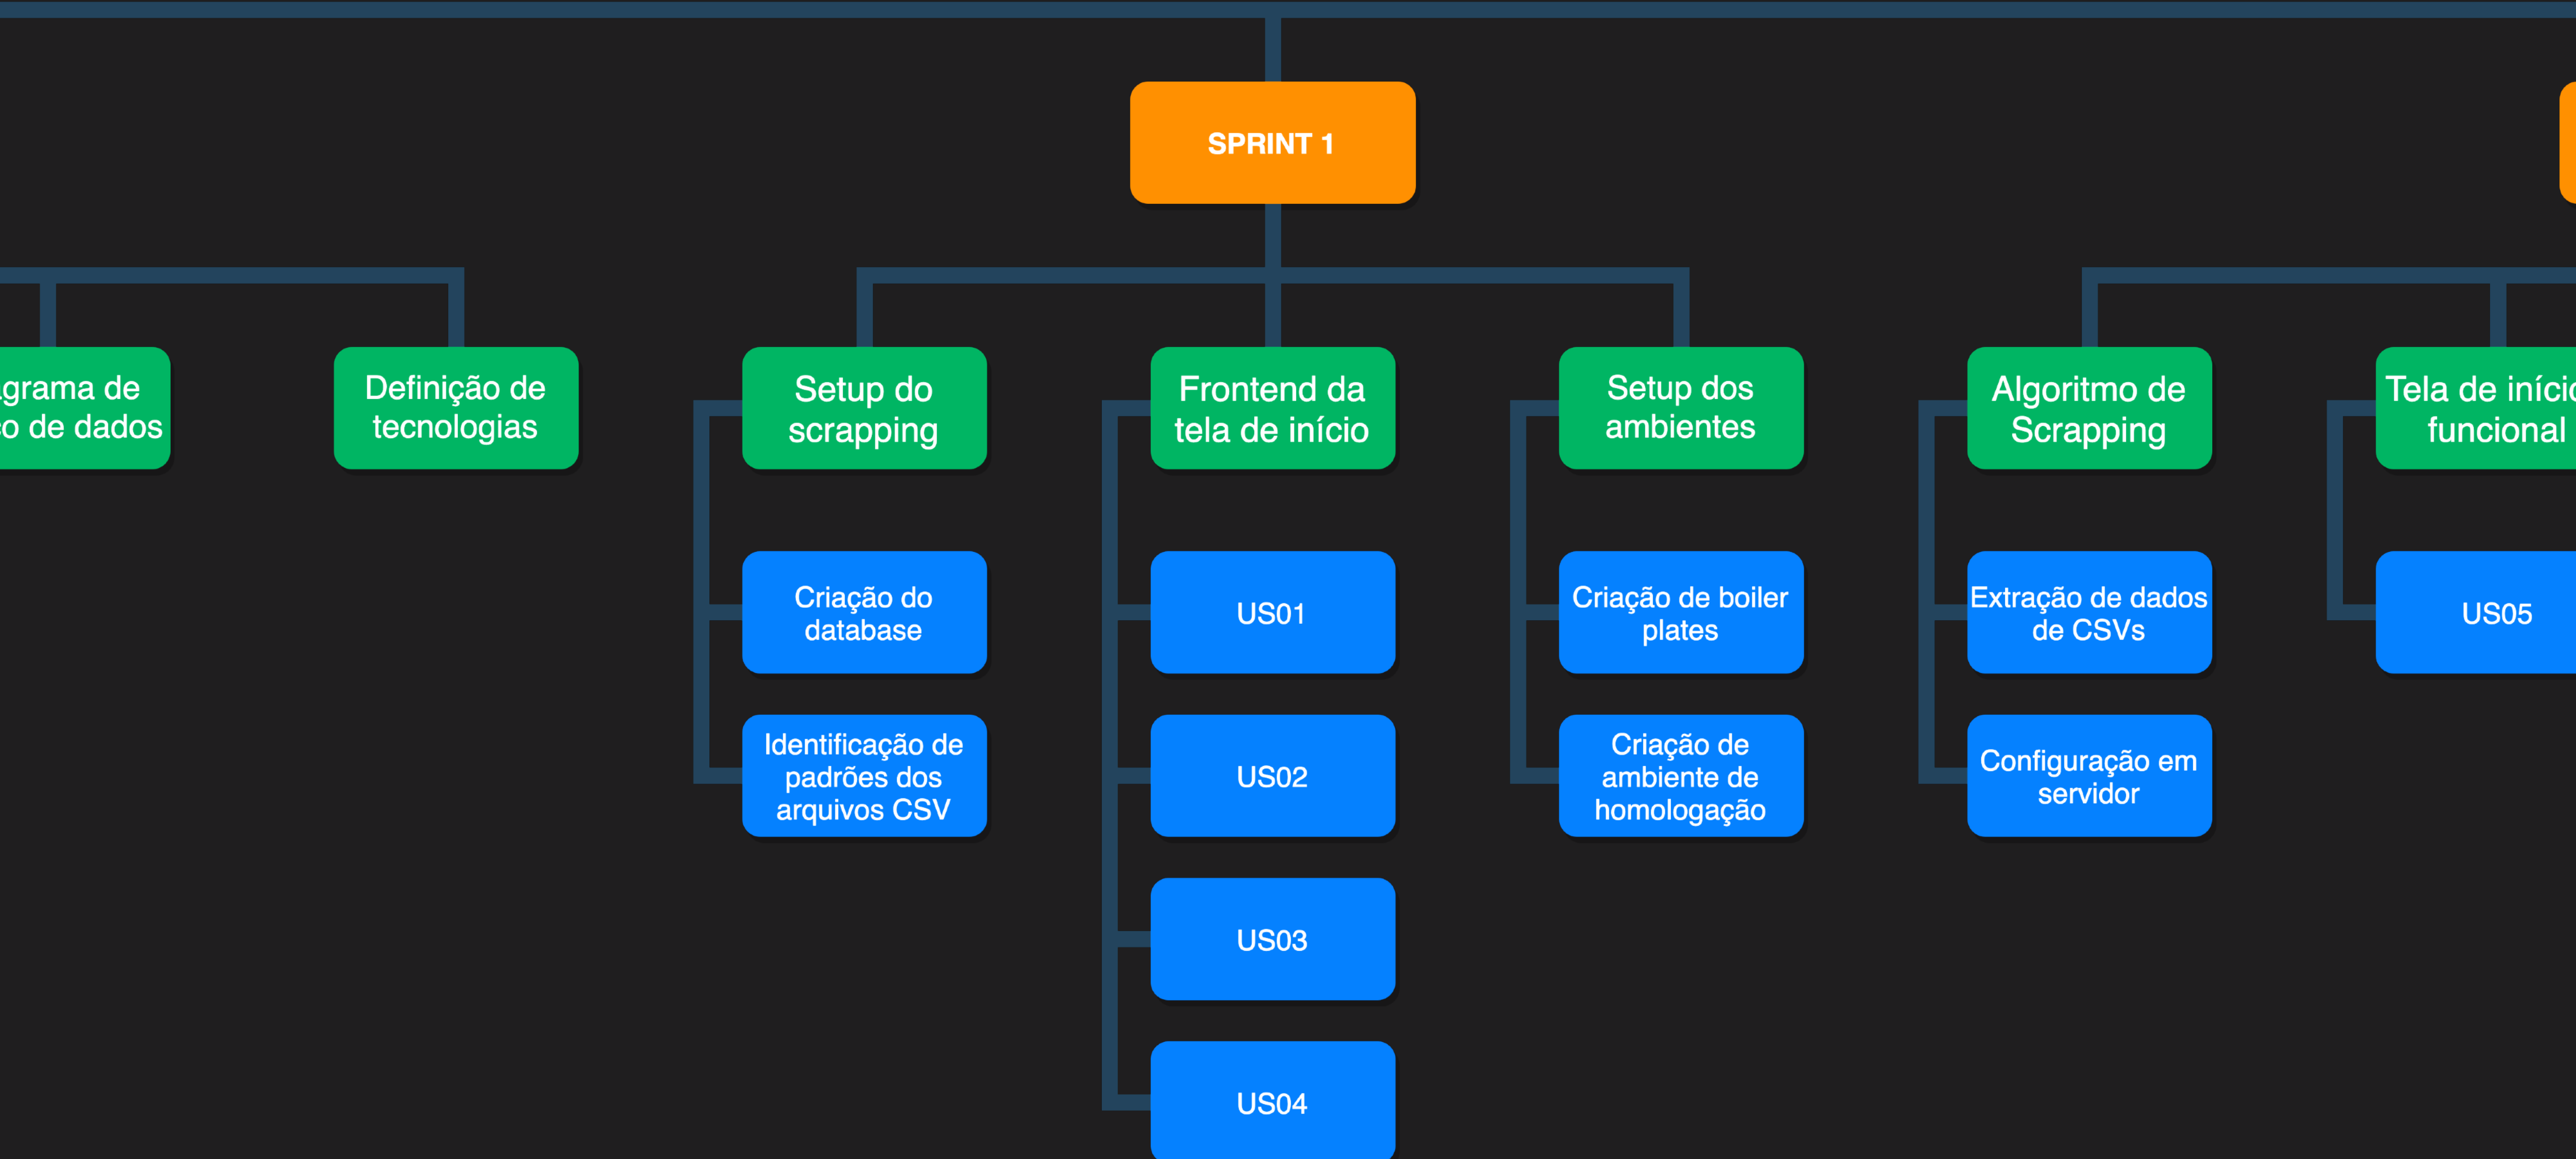 SPRINT 1
agrama de
o de dados
Definição de
tecnologias
Setup do
scrapping
Frontend da
tela de início
Setup dos
ambientes
Algoritmo de
Scrapping
Tela de início
funcional
Criação do
database
Identificação de
padrões dos
arquivos CSV
US01
US02
US03
US04
Criação de boiler
plates
Criação de
ambiente de
homologação
Extração de dados
de CSVs
Configuração em
servidor
US05